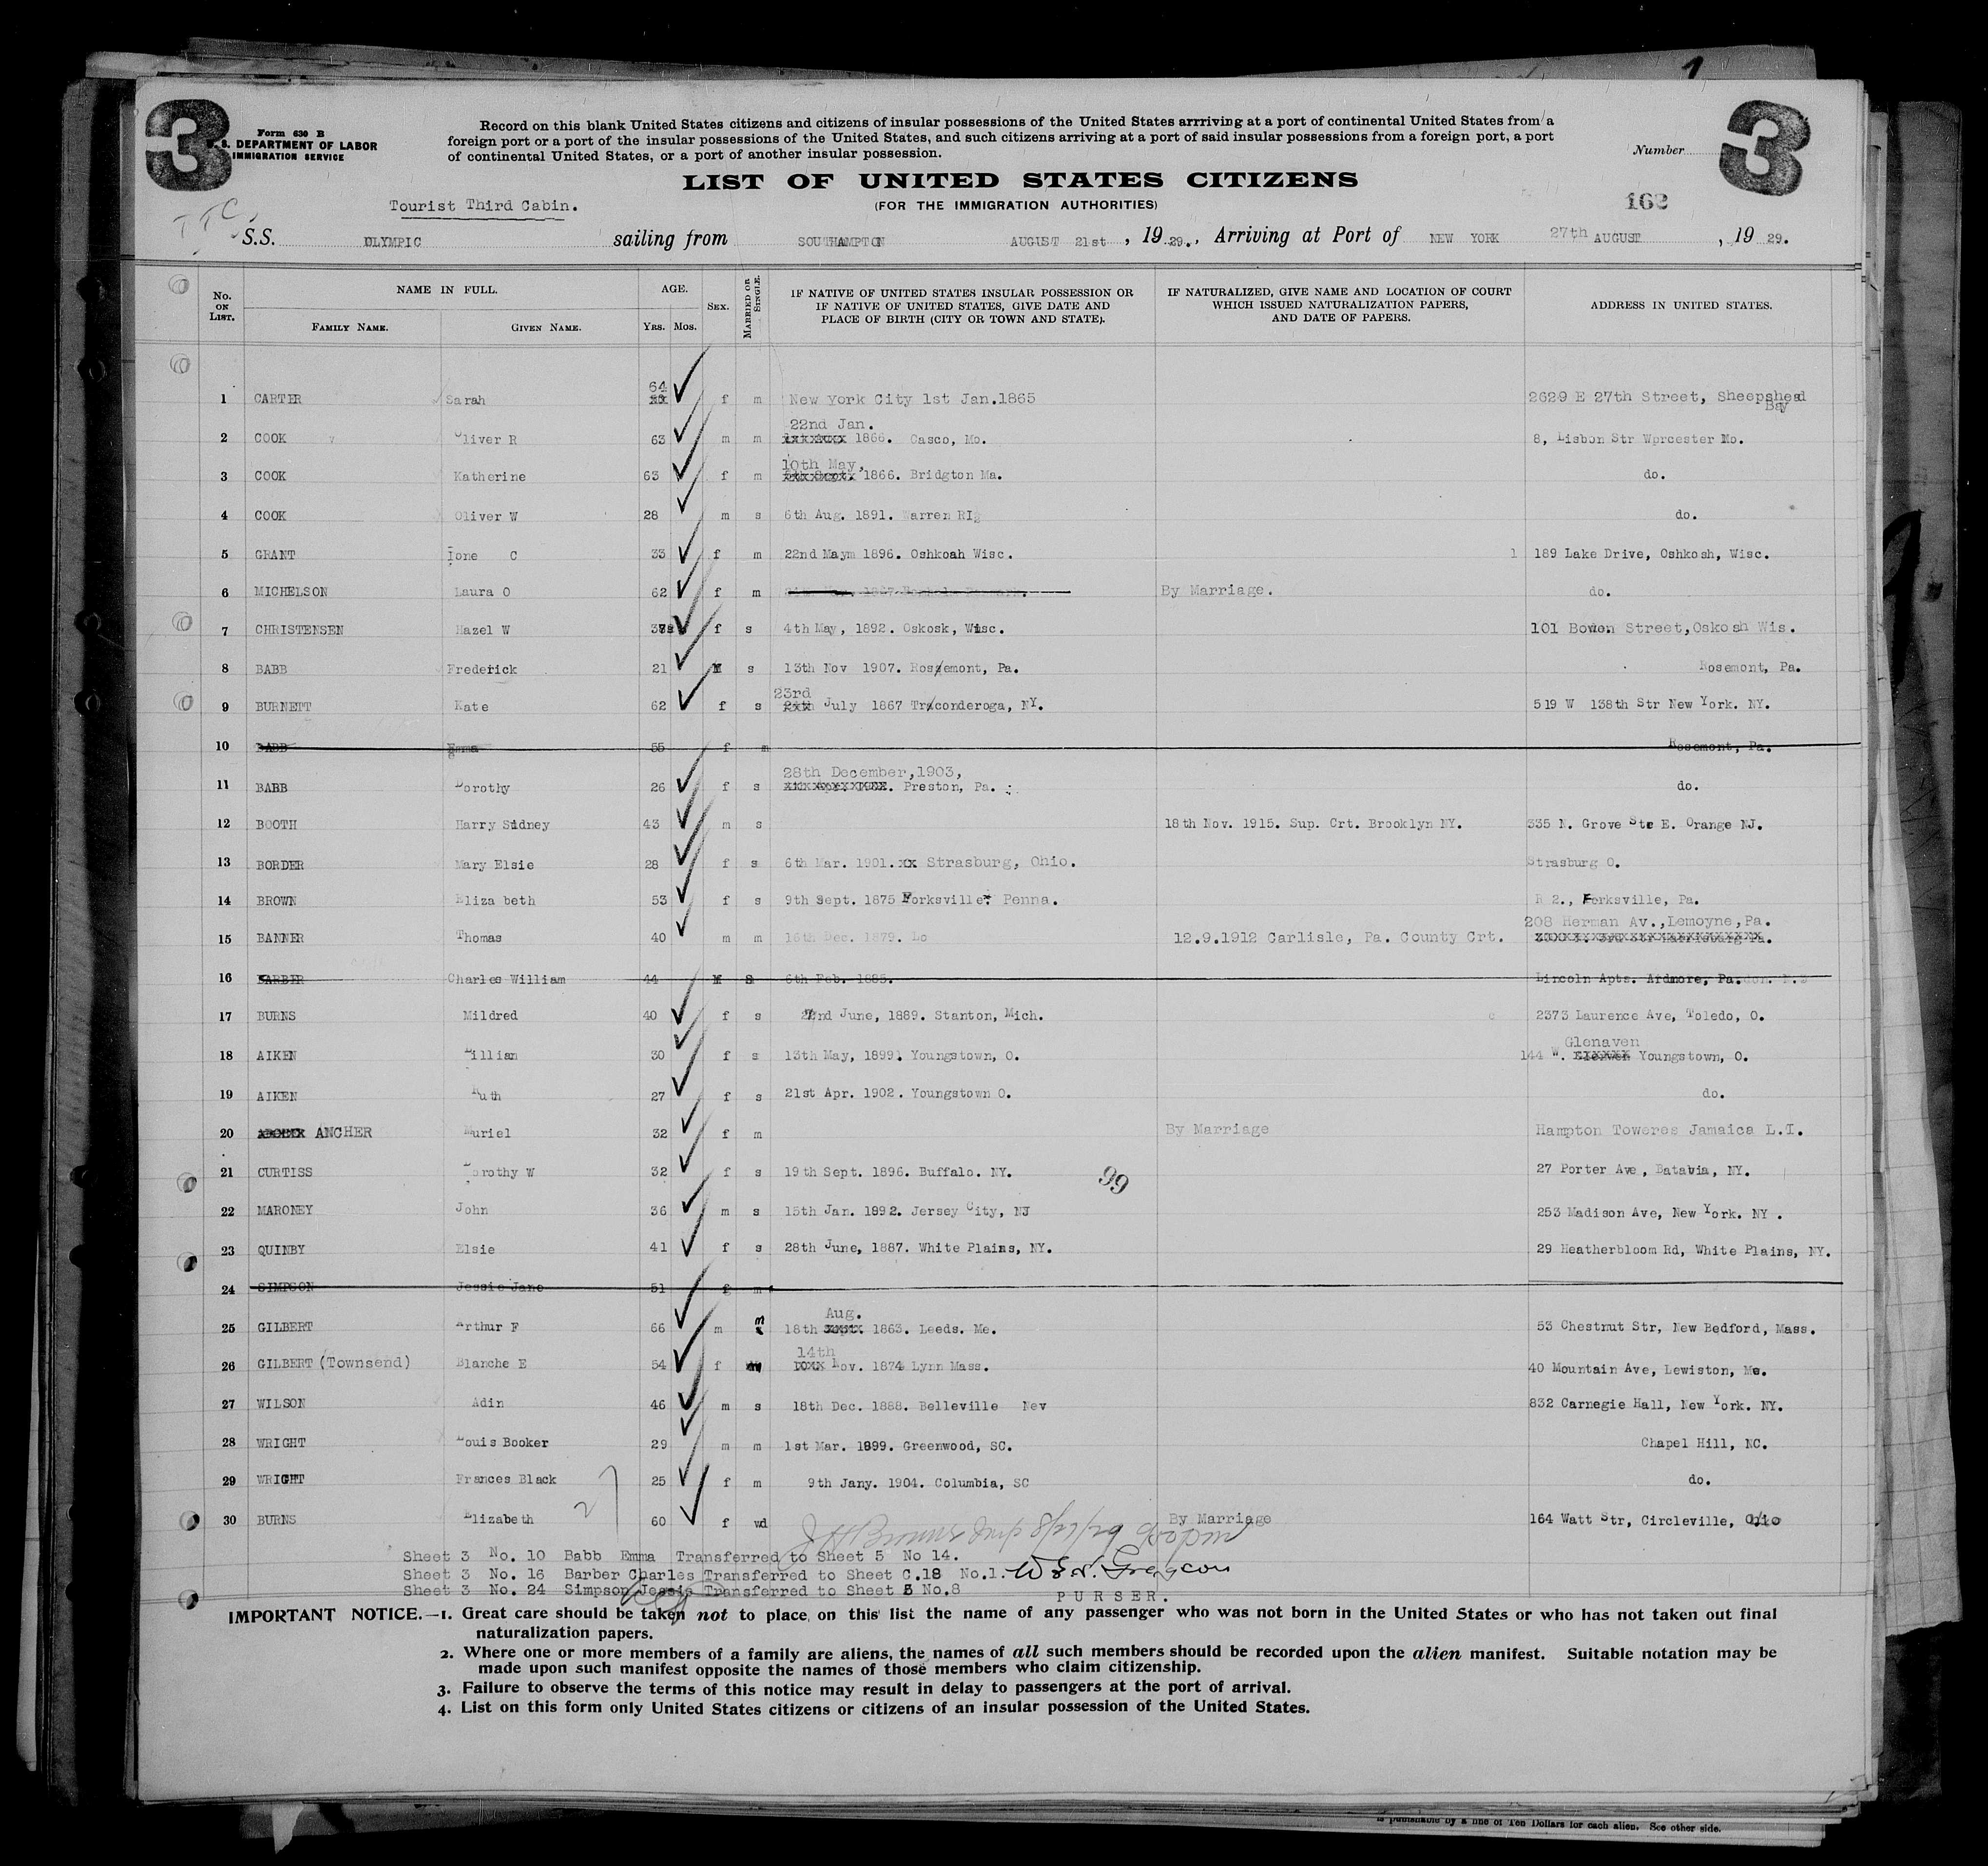 1
3
Form 630 B
U. S. DEPARTMENT OF LABOR
IMMIGRATION SERVICE
Record on this blank United States citizens and citizens of insular possessions of the United States arrriving at a port of continental United States from a
foreign port or a port of the insular possessions of the United States, and such citizens arriving at a port of said insular possessions from a foreign port, a port
of continental United States, or a port of another insular possession.
Number
3
LIST OF UNITED STATES CITIZENS
Tourist Third Cabin.
(FOR THE IMMIGRATION AUTHORITIES)
162
S.S. OLYMPIC sailing from SOUTHAMPTON AUGUST 21st , 19 29. , Arriving at Port of NEW YORK 27th AUGUST , 19 29.
No. ON LIST. NAME IN FULL. FAMILY NAME. GIVEN NAME. AGE. YRS. MOS. SEX. MARRIED OR SINGLE. IF NATIVE OF UNITED STATES INSULAR POSSESSION OR IF NATIVE OF UNITED STATES, GIVE DATE AND PLACE OF BIRTH (CITY OR TOWN AND STATE). IF NATURALIZED, GIVE NAME AND LOCATION OF COURT WHICH ISSUED NATURALIZATION PAPERS, AND DATE OF PAPERS. ADDRESS IN UNITED STATES.
64
1 CARTER Sarah f m New York City 1st Jan.1865 2629 E 27th Street, Sheepshead
Bay
22nd Jan.
2 COOK Oliver R 63 m m 1866. Casco, Mo. 8, Lisbon Str Wprcester Mo.
10th May,
3 COOK Katherine 63 f m 1866. Bridgton Ma. do.
4 COOK Oliver W 28 m s 6th Aug. 1891. Warren RI do.
5 GRANT Ione C 33 f m 22nd Maym 1896. Oshkoah Wisc. 189 Lake Drive, Oshkosh, Wisc.
6 MICHELSON Laura O 62 f m By Marriage. do.
7 CHRISTENSEN Hazel W f s 4th May, 1892. Oskosk, Wisc. 101 Bowen Street,Oskosh Wis.
8 BABB Frederick 21 M s 13th Nov 1907. Rosemont, Pa. Rosemont, Pa.
23rd
9 BURNETT Kate 62 f s July 1867 Ticonderoga, NY. 519 W 138th Str New York. NY.
10 BABB Emma 55 f m Rosemont, Pa.
28th December,1903,
11 BABB Dorothy 26 f s Preston, Pa. do.
12 BOOTH Harry Sidney 43 m s 18th Nov. 1915. Sup. Crt. Brooklyn NY. 335 N. Grove Str E. Orange NJ.
13 BORDER Mary Elsie 28 f s 6th Mar. 1901. xx Strasburg, Ohio. Strasburg O.
14 BROWN Eliza beth 53 f s 9th Sept. 1875 Forksville. Penna. R 2., Forksville, Pa.
208 Herman Av.,Lemoyne,Pa.
15 BANNER Thomas 40 m m 16th Dec. 1879. Lo 12.9.1912 Carlisle, Pa. County Crt.
16 BARBER Charles William 44 M S 6th Feb. 1885. Lincoln Apts. Ardmore, Pa.
17 BURNS Mildred 40 f s 22nd June, 1889. Stanton, Mich. 2373 Laurence Ave, Toledo, O.
Glenaven
18 AIKEN Lillian 30 f s 13th May, 1899. Youngstown, O. 144 W. Youngstown, O.
19 AIKEN Ruth 27 f s 21st Apr. 1902. Youngstown O. do.
20 ANCHER Muriel 32 f m By Marriage Hampton Toweres Jamaica L.I.
21 CURTISS Dorothy W 32 f s 19th Sept. 1896. Buffalo. NY. 27 Porter Ave, Batabia, NY.
99
22 MARONEY John 36 m s 15th Jan. 1892. Jersey City, NJ 253 Madison Ave, New York. NY .
23 QUINBY Elsie 41 f s 28th June, 1887. White Plains, NY. 29 Heatherbloom Rd, White Plains, NY.
24 SIMPSON Jessie Jane 51 f m
Aug.
25 GILBERT Arthur F 66 m m 18th 1863. Leeds. Me. 53 Chestnut Str, New Bedford, Mass.
14th
26 GILBERT (Townsend) Blanche E 54 f Nov. 1874 Lynn Mass. 40 Mountain Ave, Lewiston, Me.
27 WILSON Adin 46 m s 18th Dec. 1888. Belleville Nev 832 Carnegie Hall, New York. NY.
28 WRIGHT Louis Booker 29 m m 1st Mar. 1899. Greenwood, SC. Chapel Hill, NC.
29 WRIGHT Frances Black 25 f m 9th Jany. 1904. Columbia, SC do.
30 BURNS Elizabeth 60 f wd By Marriage 164 Watt Str, Circleville, Ohio
Sheet 3 No. 10 Babb Emma Transferred to Sheet 5 No 14.
Sheet 3 No. 16 Barber Charles Transferred to Sheet C.18 No.1.
Sheet 3 No. 24 Simpson Jessie Transferred to Sheet 5 No.8
PURSER.
IMPORTANT NOTICE.—1. Great care should be taken not to place on this list the name of any passenger who was not born in the United States or who has not taken out final
naturalization papers.
2. Where one or more members of a family are aliens, the names of all such members should be recorded upon the alien manifest. Suitable notation may be
made upon such manifest opposite the names of those members who claim citizenship.
3. Failure to observe the terms of this notice may result in delay to passengers at the port of arrival.
4. List on this form only United States citizens or citizens of an insular possession of the United States.
is punishable by a fine of Ten Dollars for each alien. See other side.